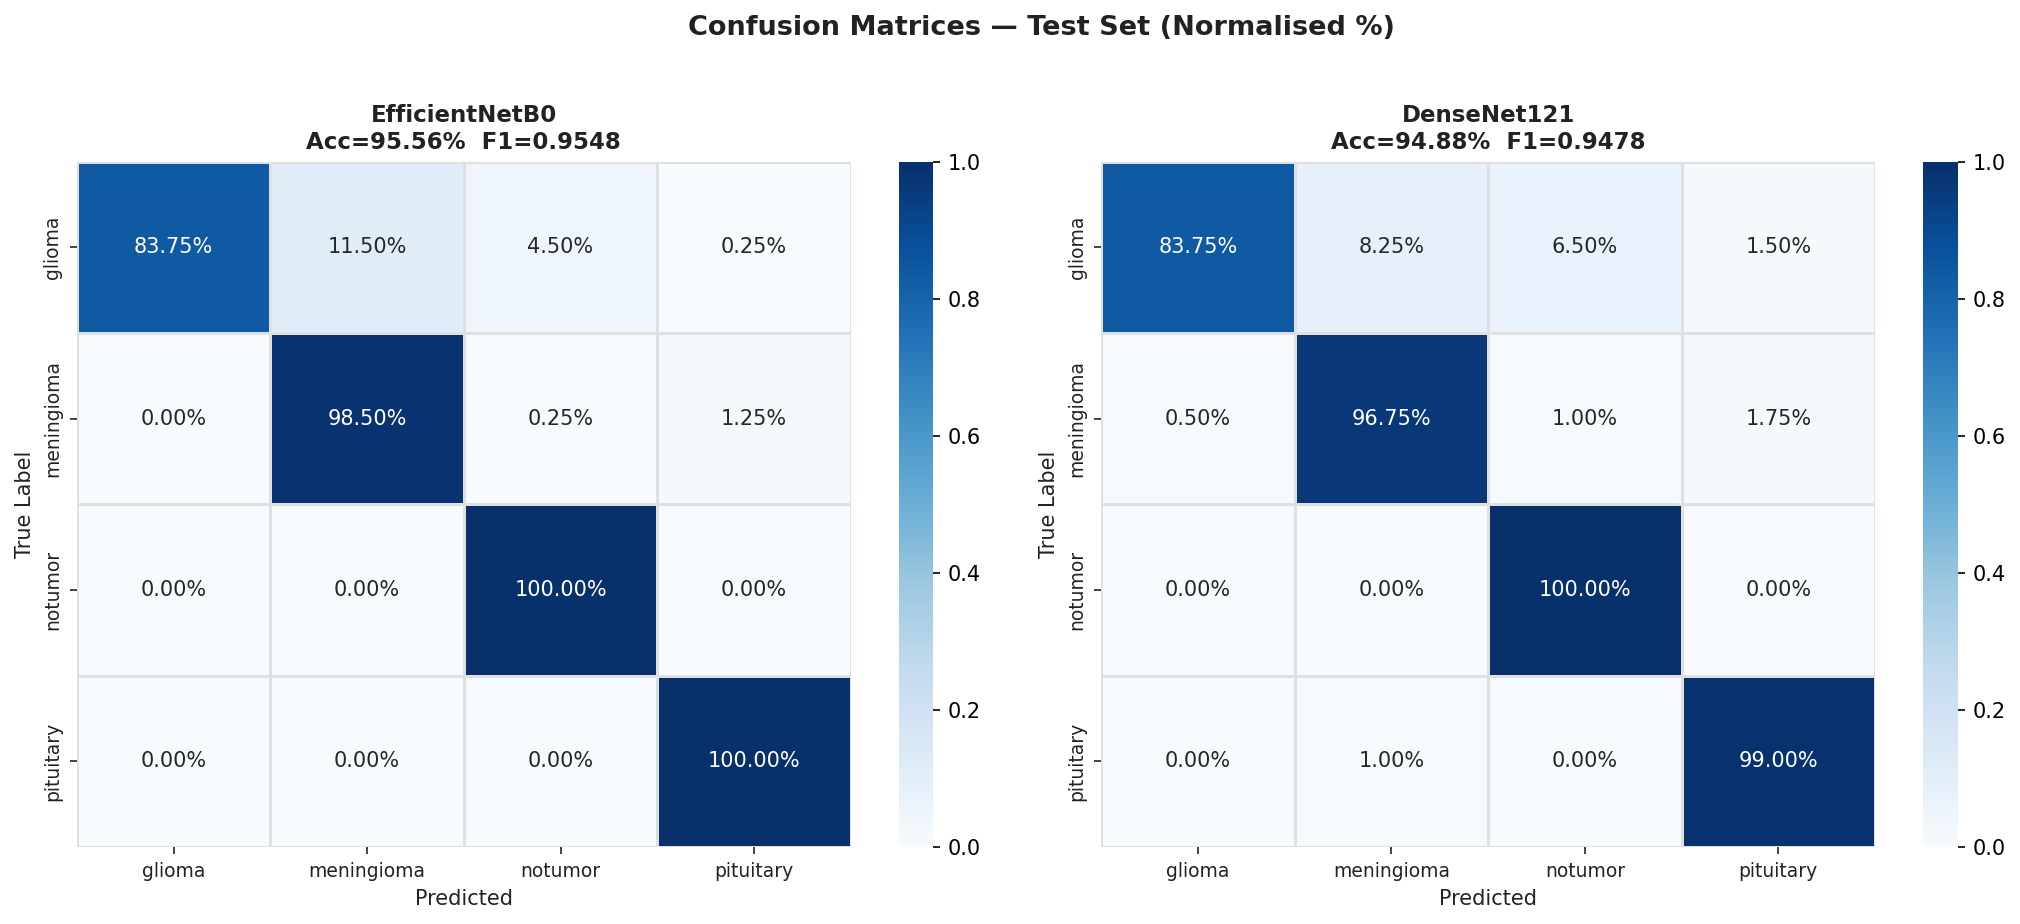 Confusion Matrices — Test Set (Normalised %)
EfficientNetB0
Acc=95.56%  F1=0.9548
True Label
glioma
83.75%
11.50%
4.50%
0.25%
meningioma
0.00%
98.50%
0.25%
1.25%
notumor
0.00%
0.00%
100.00%
0.00%
pituitary
0.00%
0.00%
0.00%
100.00%
glioma
meningioma
notumor
pituitary
Predicted
1.0
0.8
0.6
0.4
0.2
0.0
DenseNet121
Acc=94.88%  F1=0.9478
True Label
glioma
83.75%
8.25%
6.50%
1.50%
meningioma
0.50%
96.75%
1.00%
1.75%
notumor
0.00%
0.00%
100.00%
0.00%
pituitary
0.00%
1.00%
0.00%
99.00%
glioma
meningioma
notumor
pituitary
Predicted
1.0
0.8
0.6
0.4
0.2
0.0